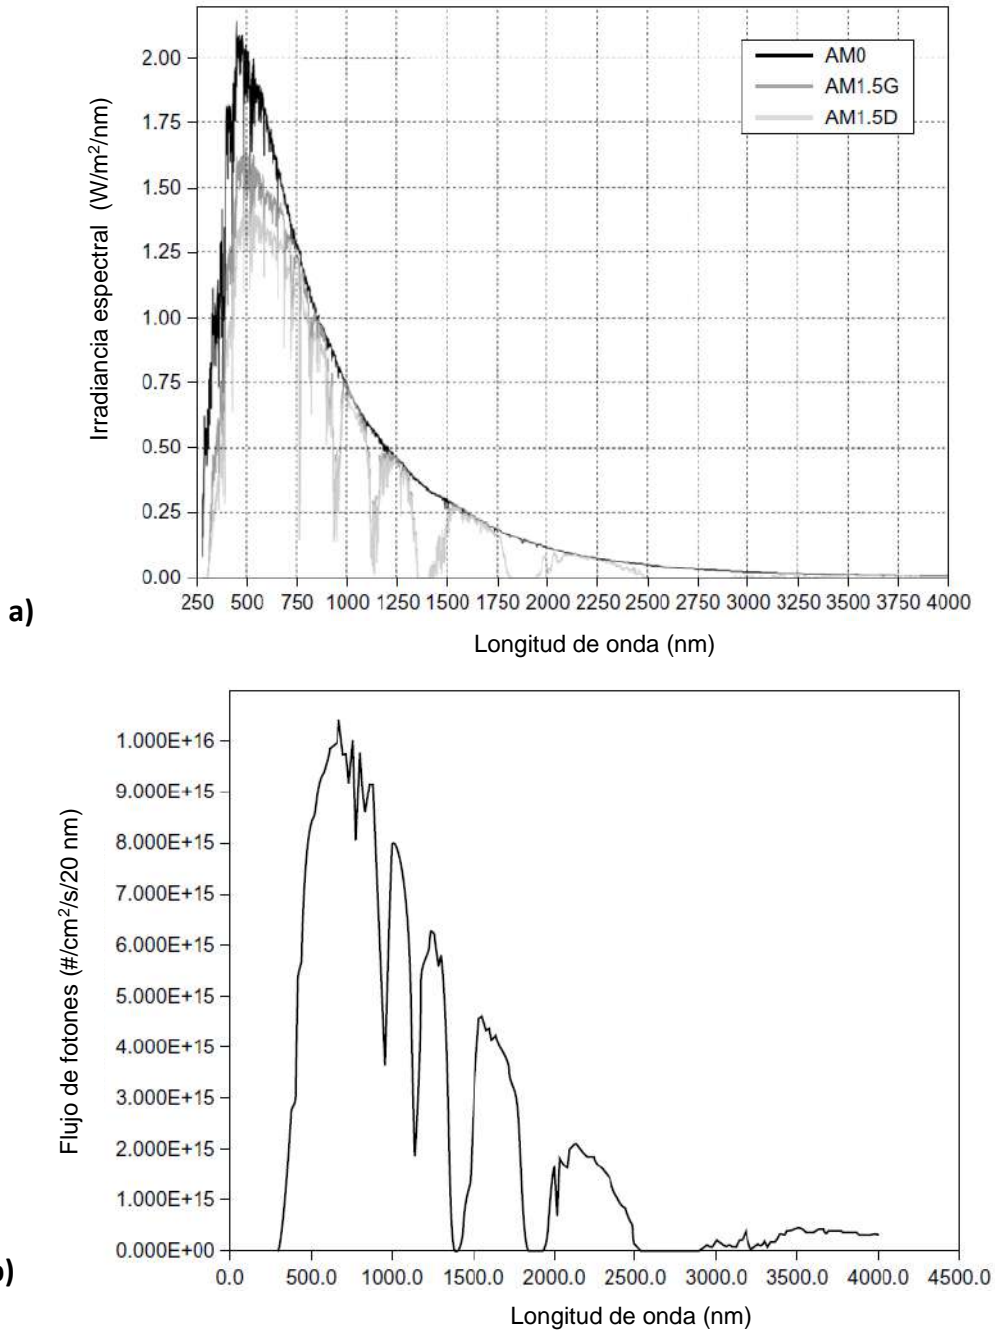 2.00
1.75
1.50
1.25
1.00
0.75
0.50
0.25
0.00
Irradiancia espectral (W/m²/nm)
AM0
AM1.5G
AM1.5D
250 500 750 1000 1250 1500 1750 2000 2250 2500 2750 3000 3250 3500 3750 4000
Longitud de onda (nm)
a)
1.000E+16
9.000E+15
8.000E+15
7.000E+15
6.000E+15
5.000E+15
4.000E+15
3.000E+15
2.000E+15
1.000E+15
0.000E+00
Flujo de fotones (#/cm²/s/20 nm)
0.0 500.0 1000.0 1500.0 2000.0 2500.0 3000.0 3500.0 4000.0 4500.0
Longitud de onda (nm)
)